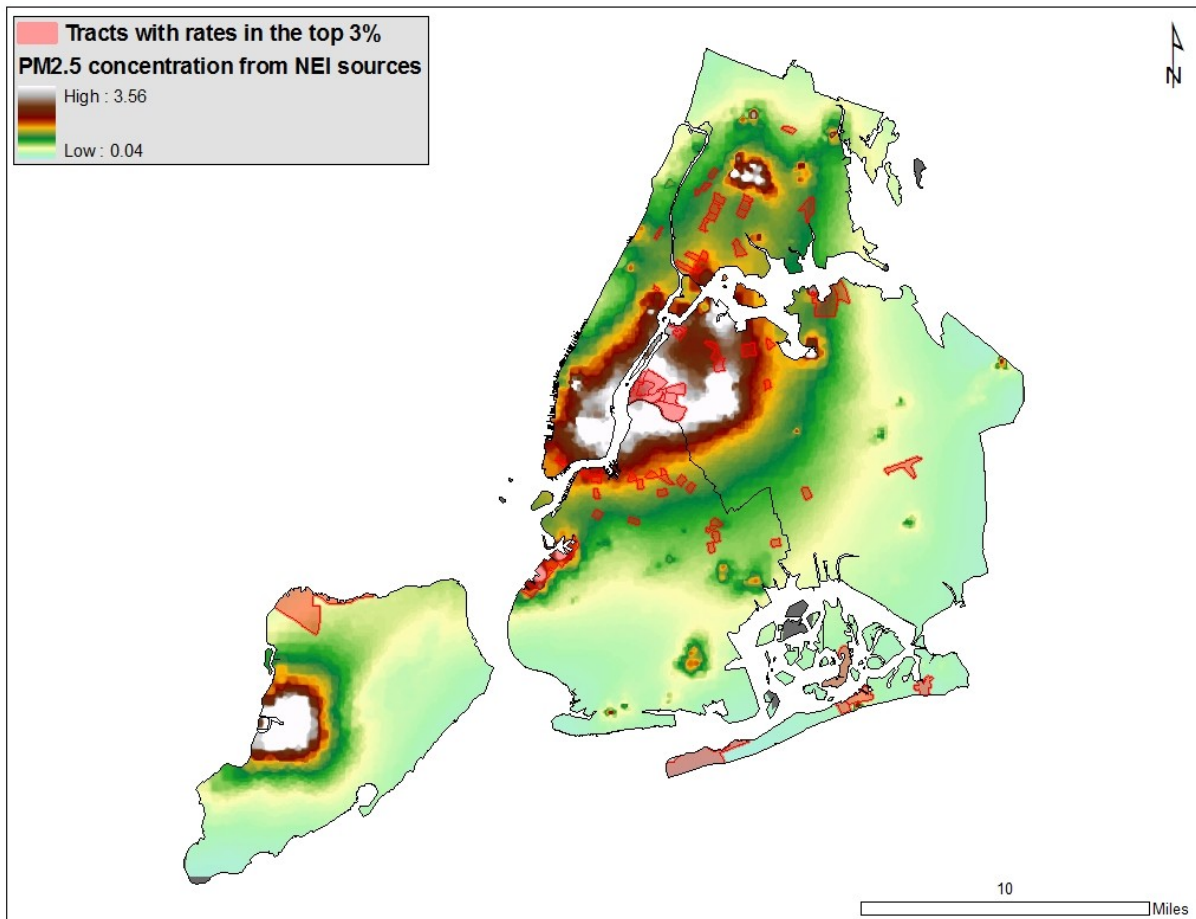 Tracts with rates in the top 3%
PM2.5 concentration from NEI sources
High : 3.56
Low : 0.04
N
10
Miles